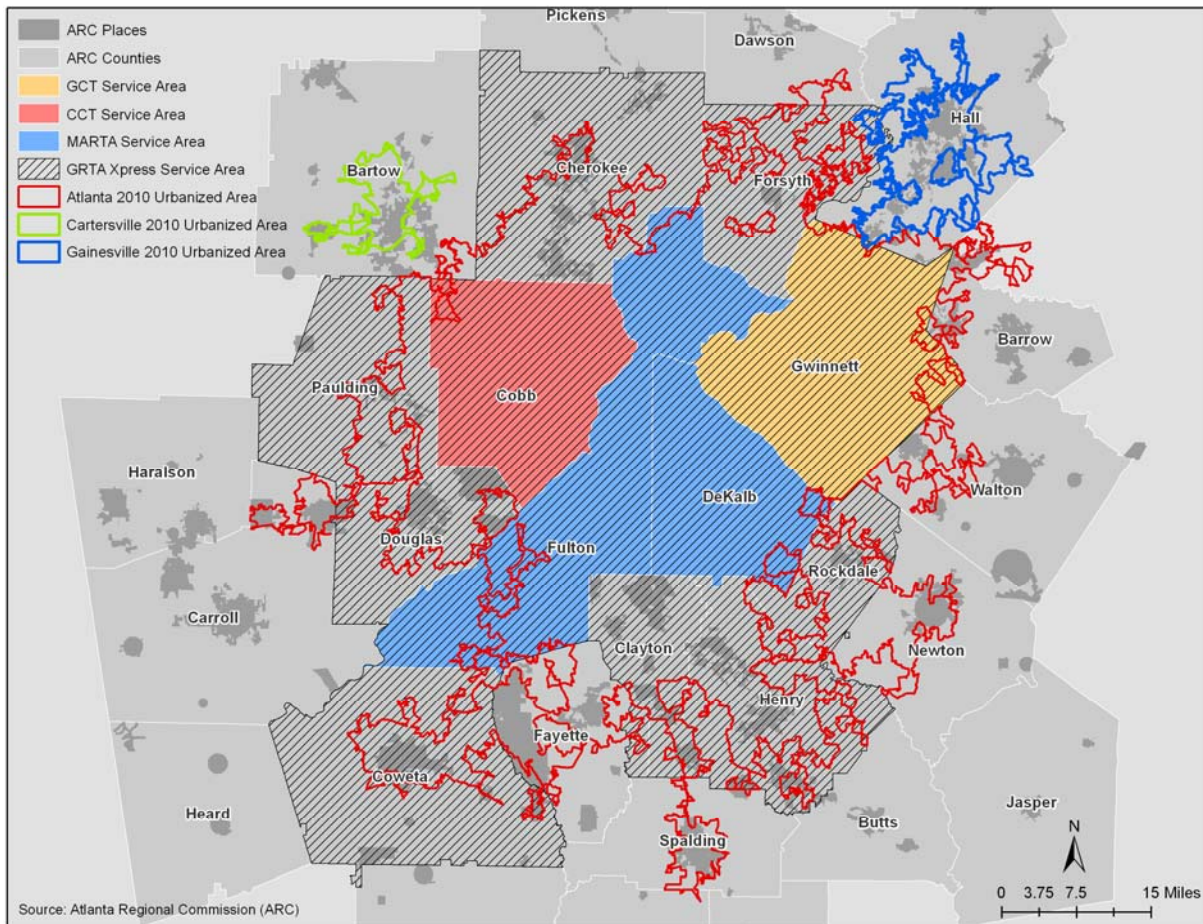 ARC Places
ARC Counties
GCT Service Area
CCT Service Area
MARTA Service Area
GRTA Xpress Service Area
Atlanta 2010 Urbanized Area
Cartersville 2010 Urbanized Area
Gainesville 2010 Urbanized Area
Pickens
Dawson
Hall
Bartow
Cherokee
Forsyth
Barrow
Gwinnett
Paulding
Cobb
Haralson
DeKalb
Walton
Douglas
Fulton
Rockdale
Carroll
Clayton
Newton
Henry
Fayette
Coweta
Heard
Jasper
Butts
Spalding
N
0 3.75 7.5 15 Miles
Source: Atlanta Regional Commission (ARC)